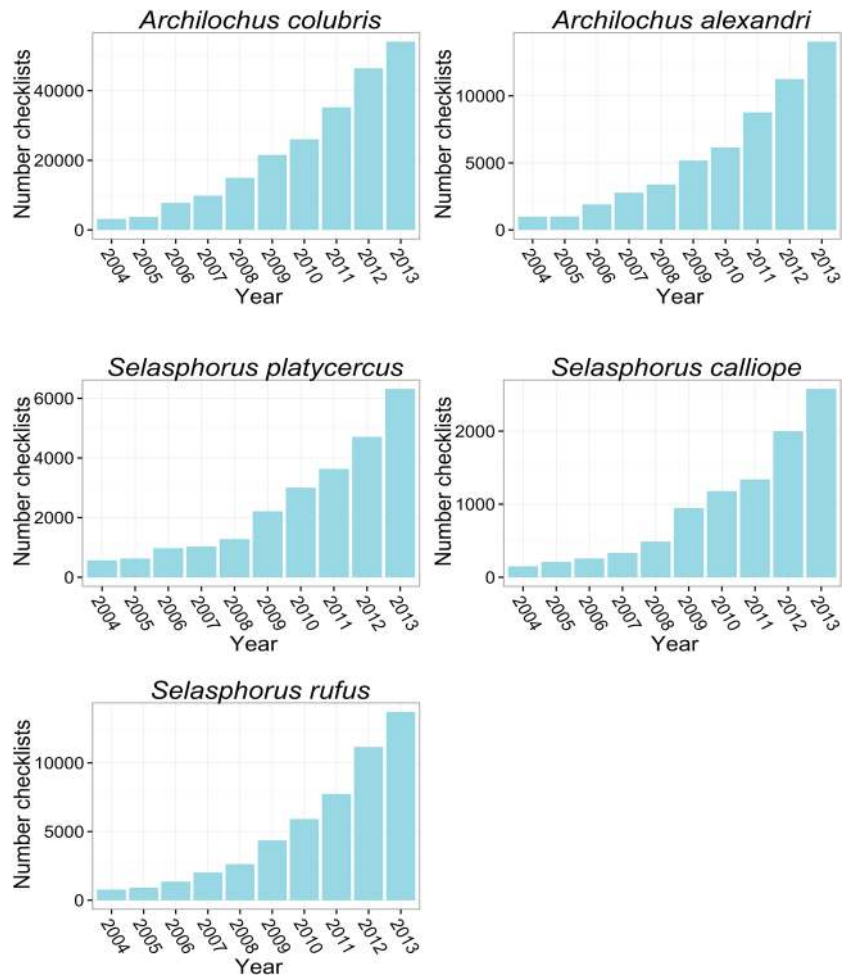 Archilochus colubris
Number checklists
40000
20000
0
2004 2005 2006 2007 2008 2009 2010 2011 2012 2013
Year
Archilochus alexandri
Number checklists
10000
5000
0
2004 2005 2006 2007 2008 2009 2010 2011 2012 2013
Year
Selasphorus platycercus
Number checklists
6000
4000
2000
0
2004 2005 2006 2007 2008 2009 2010 2011 2012 2013
Year
Selasphorus calliope
Number checklists
2000
1000
0
2004 2005 2006 2007 2008 2009 2010 2011 2012 2013
Year
Selasphorus rufus
Number checklists
10000
5000
0
2004 2005 2006 2007 2008 2009 2010 2011 2012 2013
Year